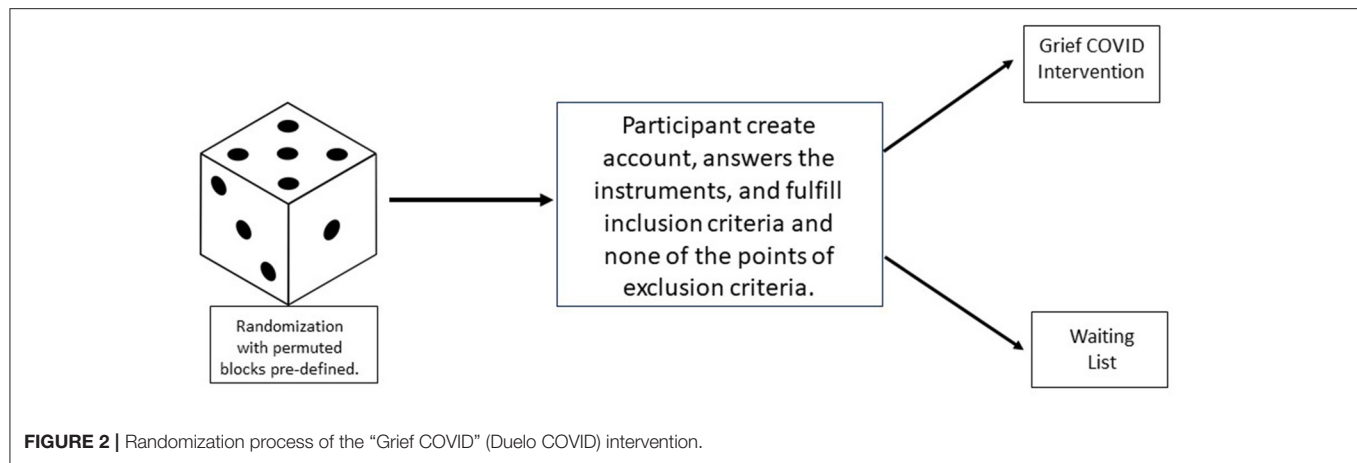 Randomization
with permuted
blocks pre-defined.
Participant create
account, answers the
instruments, and fulfill
inclusion criteria and
none of the points of
exclusion criteria.
Grief COVID
Intervention
Waiting
List
FIGURE 2 | Randomization process of the “Grief COVID” (Duelo COVID) intervention.